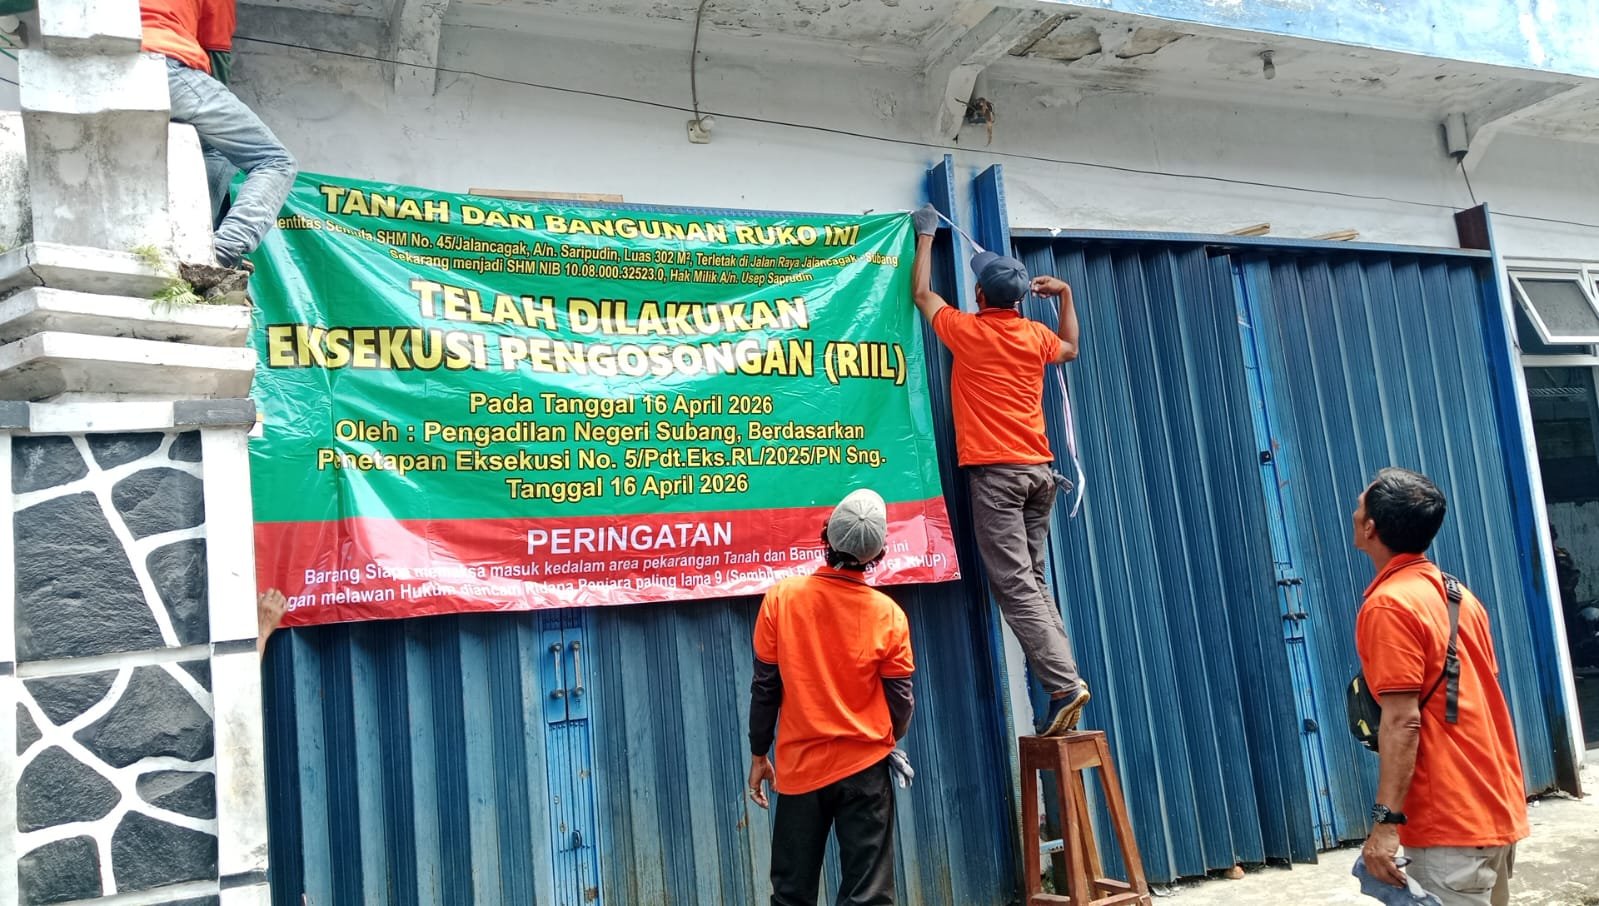 TANAH DAN BANGUNAN RUKO INI
Semula SHM No. 45/Jalancagak, A/n. Saripudin, Luas 302 M², Terletak di Jalan Raya Jalancagak - Subang
Sekarang menjadi SHM NIB 10.08.000.32523.0, Hak Milik A/n. Usep Saprudin
TELAH DILAKUKAN
EKSEKUSI PENGOSONGAN (RIIL)
Pada Tanggal 16 April 2026
Oleh : Pengadilan Negeri Subang, Berdasarkan
Penetapan Eksekusi No. 5/Pdt.Eks.RL/2025/PN Sng.
Tanggal 16 April 2026
PERINGATAN
Barang Siapa masuk kedalam area pekarangan Tanah dan ini
melawan Hukum diancam Pidana Penjara paling lama 9 (Sembilan) 167 KUHP)